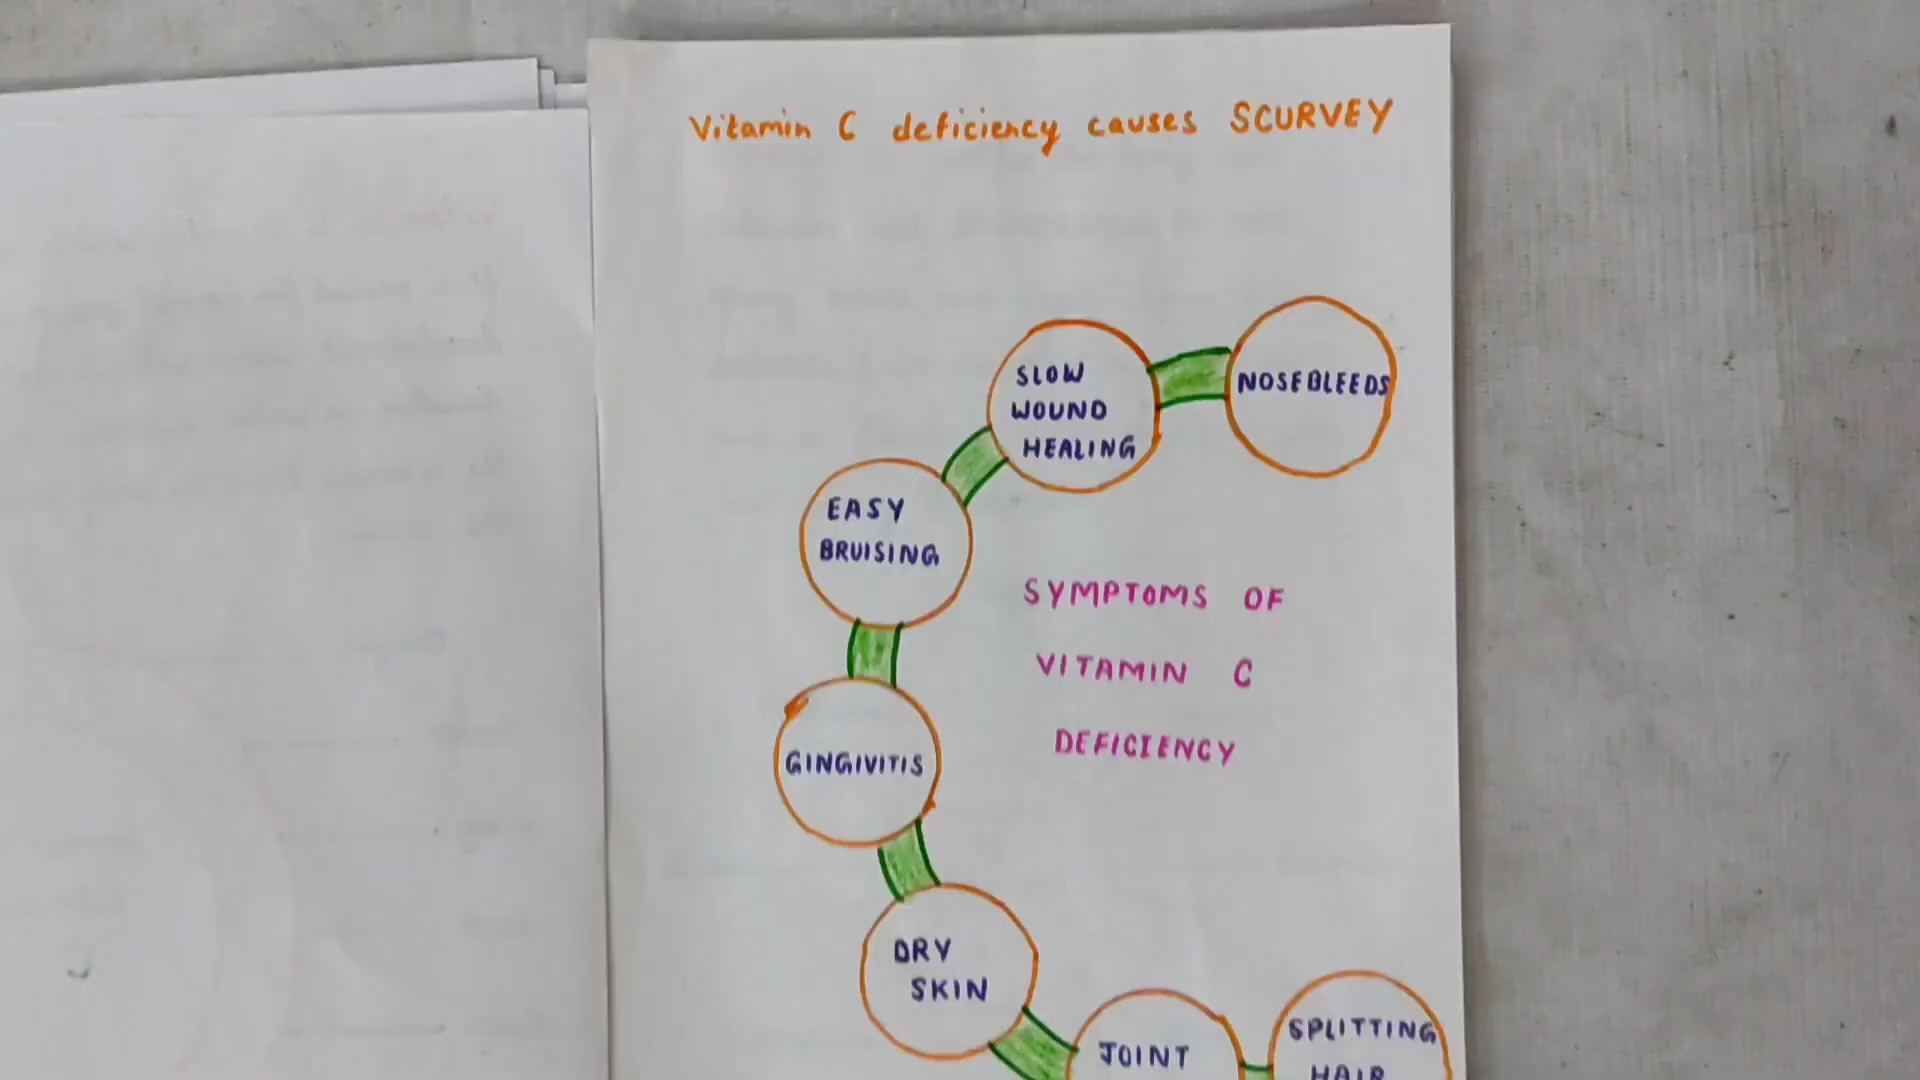 Vitamin C deficiency causes SCURVEY
NOSEBLEEDS
SLOW
WOUND
HEALING
EASY
BRUISING
SYMPTOMS OF
VITAMIN C
DEFICIENCY
GINGIVITIS
DRY
SKIN
JOINT
SPLITTING
HAIR